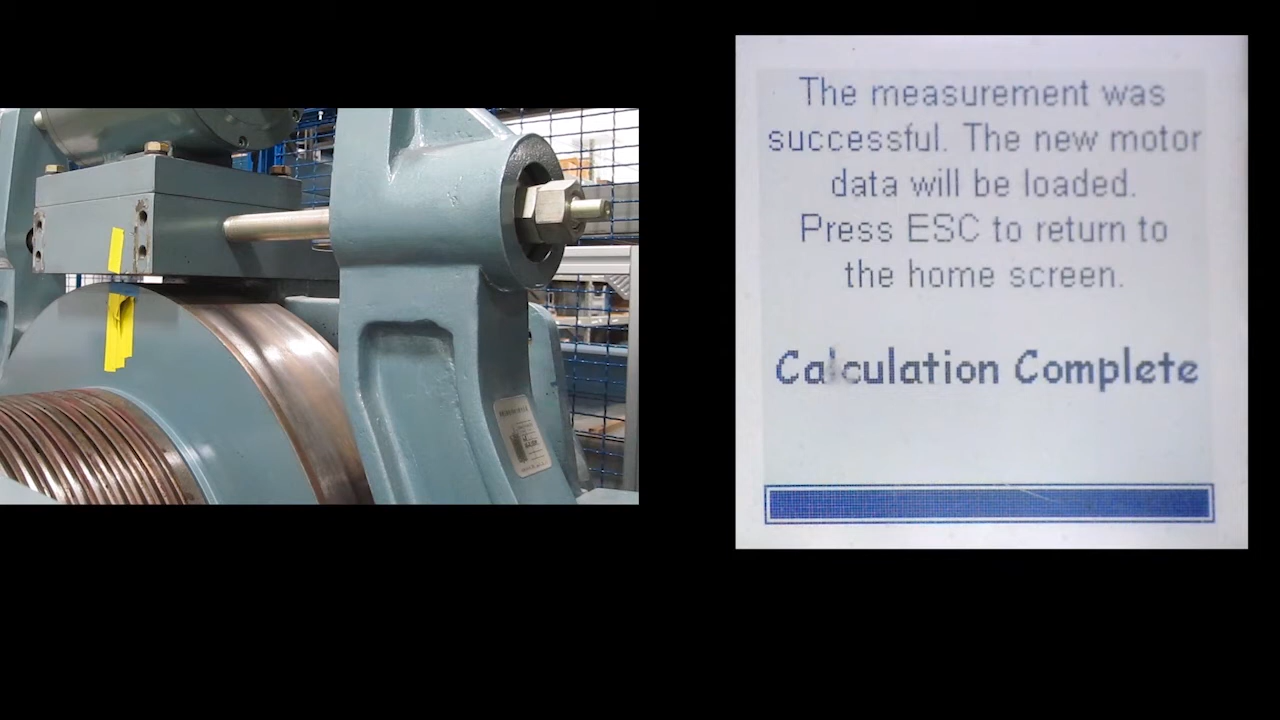 The measurement was
successful. The new motor
data will be loaded.
Press ESC to return to
the home screen.
Calculation Complete